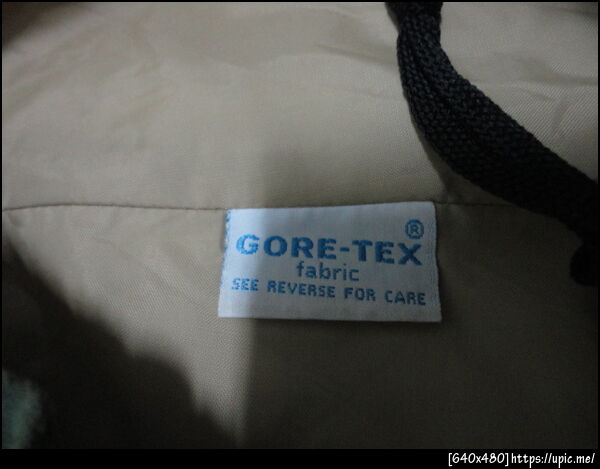 GORE-TEX®
fabric
SEE REVERSE FOR CARE
[640x480]https://upic.me/